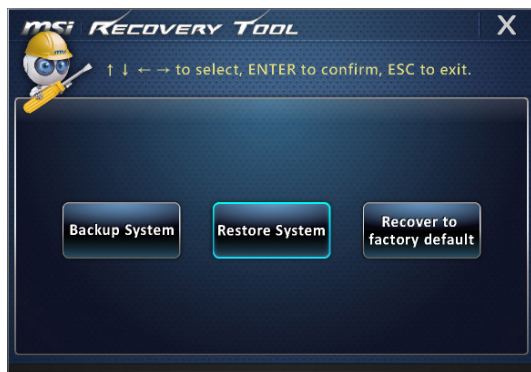 msi RECOVERY TOOL X
↑ ↓ ← → to select, ENTER to confirm, ESC to exit.
Backup System
Restore System
Recover to
factory default